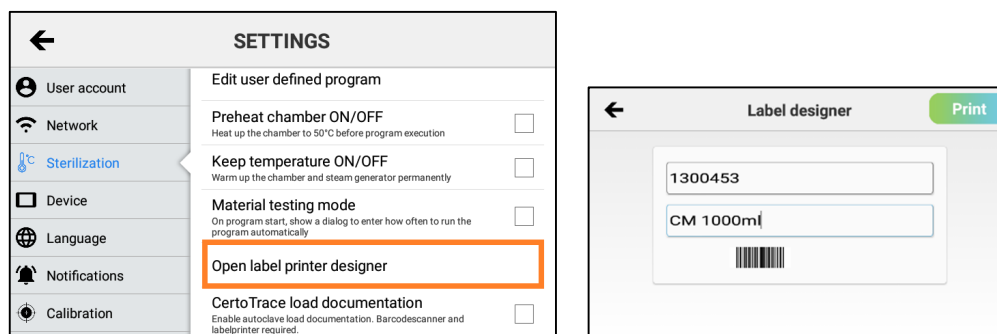 SETTINGS
User account
Network
Sterilization
Device
Language
Notifications
Calibration
Edit user defined program
Preheat chamber ON/OFF
Heat up the chamber to 50°C before program execution
Keep temperature ON/OFF
Warm up the chamber and steam generator permanently
Material testing mode
On program start, show a dialog to enter how often to run the
program automatically
Open label printer designer
CertoTrace load documentation
Enable autoclave load documentation. Barcodescanner and
labelprinter required.
Label designer
Print
1300453
CM 1000ml